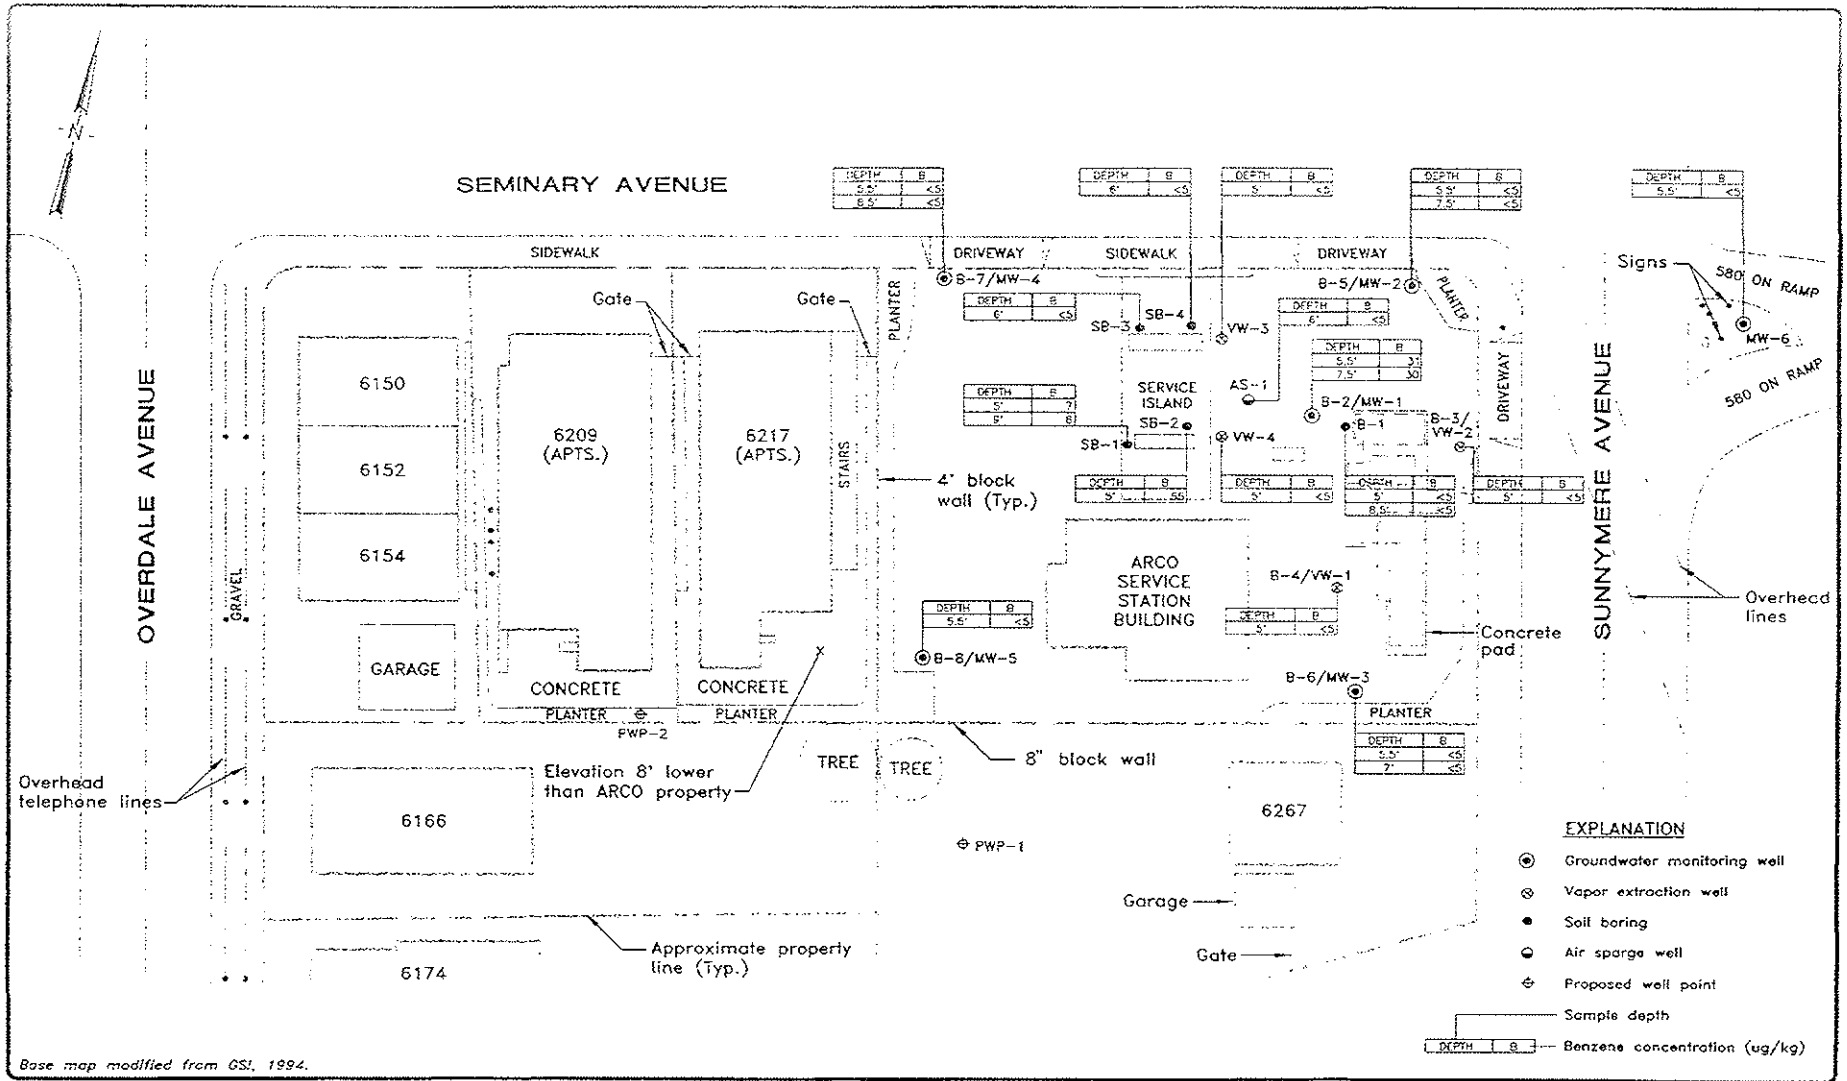 SEMINARY AVENUE
DEPTH B
5.5' <5
8.5' <5
DEPTH B
6' <5
DEPTH B
5' <5
DEPTH B
5.5' <5
7.5' <5
DEPTH B
5.5' <5
SIDEWALK
DRIVEWAY
SIDEWALK
DRIVEWAY
Signs
580 ON RAMP
Gate
Gate
PLANTER
B-7/MW-4
DEPTH B
6' <5
SB-3
SB-4
VW-3
B-5/MW-2
PLANTER
DEPTH B
6' <5
MW-6
580 ON RAMP
DEPTH B
5.5' 31
7.5' 30
OVERDALE AVENUE
6150
6152
6154
6209
(APTS.)
6217
(APTS.)
STAIRS
DEPTH B
5' 7
9' 8
SERVICE
ISLAND
AS-1
B-2/MW-1
SB-2
SB-1
VW-4
B-1
B-3/
VW-2
DRIVEWAY
SUNNYMERE AVENUE
4' block
wall (Typ.)
DEPTH B
5' 55
DEPTH B
5' <5
DEPTH B
5' <5
8.5' <5
DEPTH B
5' <5
GRAVEL
ARCO
SERVICE
STATION
BUILDING
B-4/VW-1
DEPTH B
5' <5
DEPTH B
5.5' <5
B-8/MW-5
Overhead
lines
Concrete
pad
GARAGE
CONCRETE
CONCRETE
PLANTER
PLANTER
PWP-2
B-6/MW-3
PLANTER
DEPTH B
5.5' <5
7' <5
Overhead
telephone lines
Elevation 8' lower
than ARCO property
TREE
TREE
8" block wall
6166
PWP-1
6267
Garage
Gate
Approximate property
line (Typ.)
6174
EXPLANATION
Groundwater monitoring well
Vapor extraction well
Soil boring
Air sparge well
Proposed well point
Sample depth
DEPTH B
Benzene concentration (ug/kg)
Base map modified from GSI, 1994.